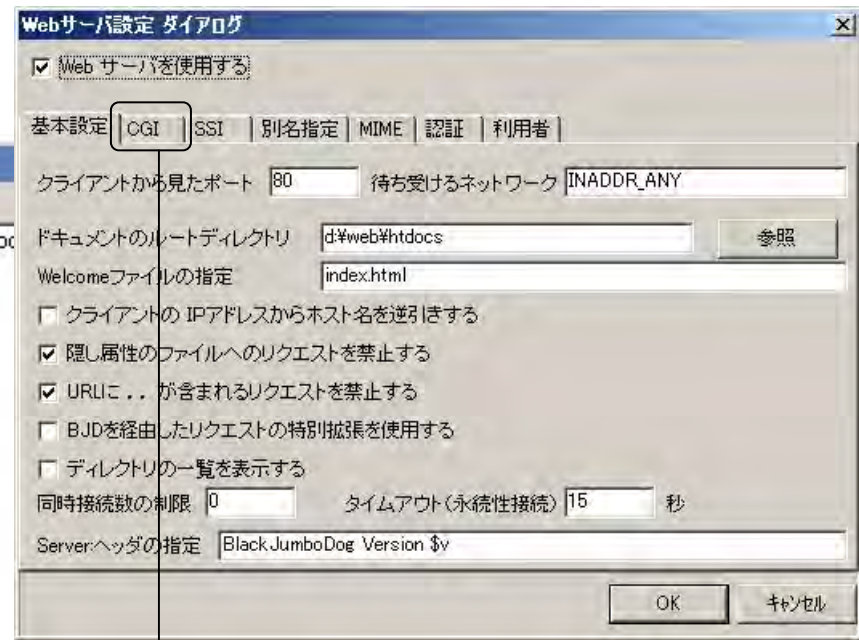 Webサーバ設定 ダイアログ
Web サーバを使用する
基本設定 CGI SSI 別名指定 MIME 認証 利用者
クライアントから見たポート 80 待ち受けるネットワーク INADDR_ANY
ドキュメントのルートディレクトリ d:¥web¥htdocs 参照
Welcomeファイルの指定 index.html
クライアントの IPアドレスからホスト名を逆引きする
隠し属性のファイルへのリクエストを禁止する
URLに .. が含まれるリクエストを禁止する
BJDを経由したリクエストの特別拡張を使用する
ディレクトリの一覧を表示する
同時接続数の制限 0 タイムアウト(永続性接続) 15 秒
Server:ヘッダの指定 BlackJumboDog Version $v
OK キャンセル